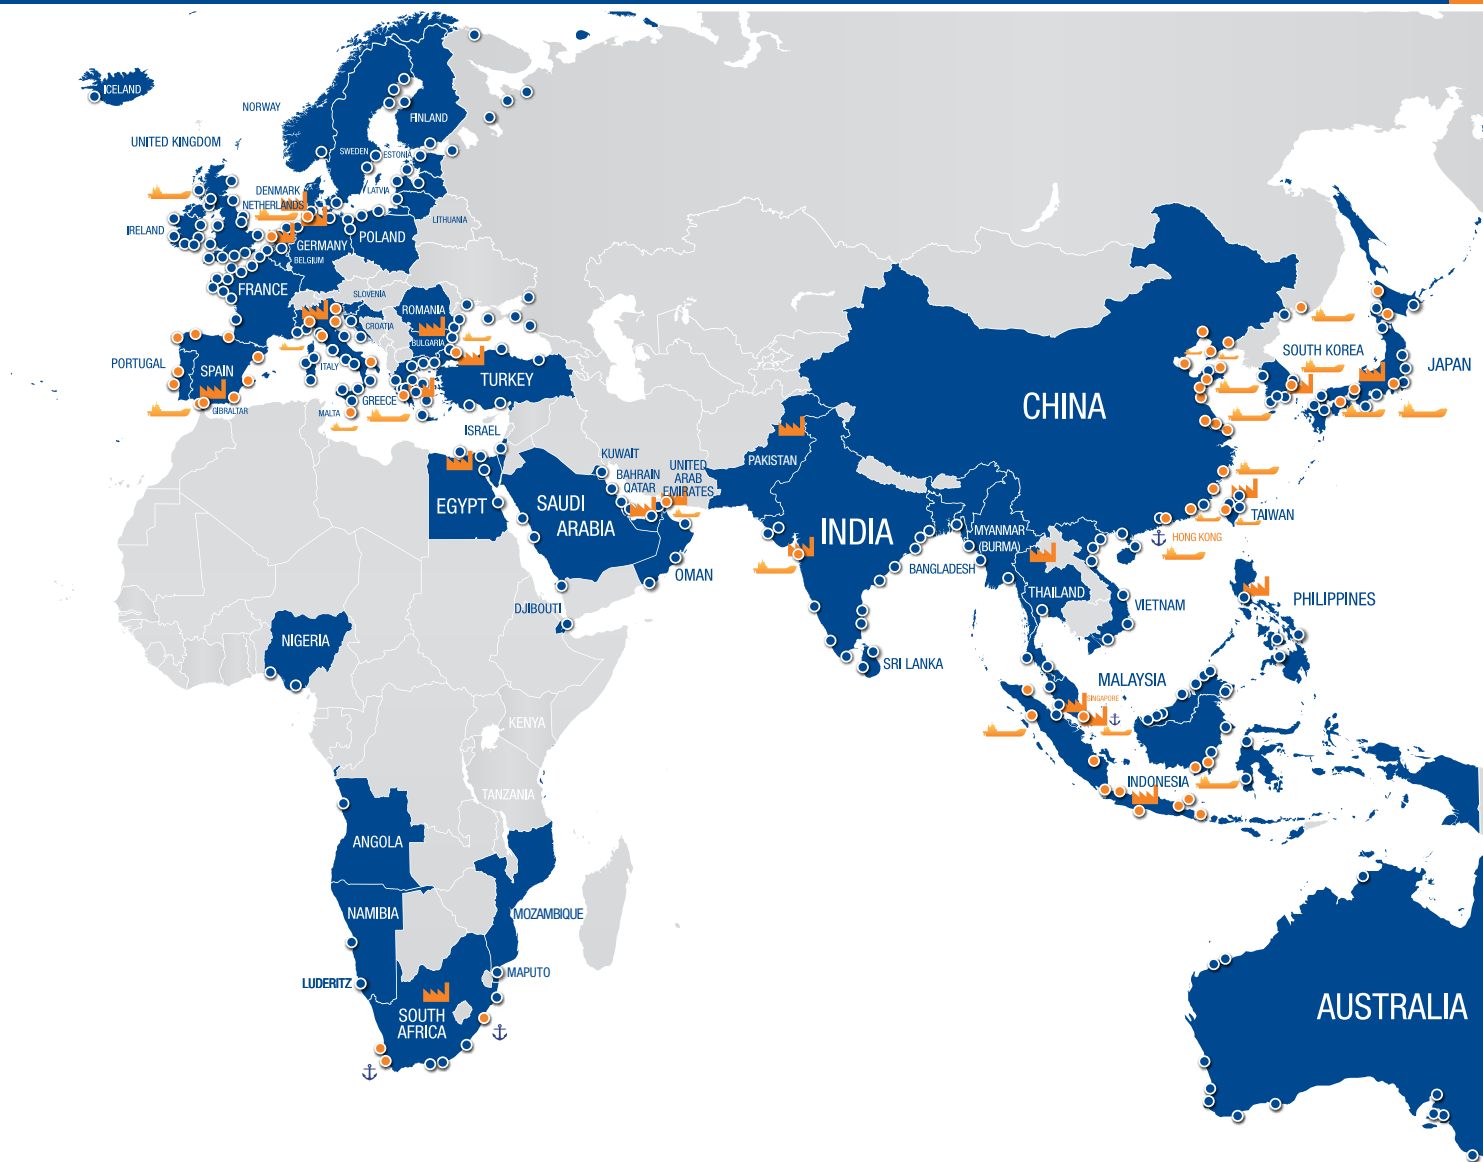 ICELAND
NORWAY
FINLAND
UNITED KINGDOM
SWEDEN
ESTONIA
DENMARK
LATVIA
NETHERLANDS
LITHUANIA
IRELAND
POLAND
GERMANY
BELGIUM
FRANCE
SLOVENIA
ROMANIA
CROATIA
BULGARIA
PORTUGAL
SPAIN
ITALY
TURKEY
GREECE
GIBRALTAR
MALTA
ISRAEL
SOUTH KOREA
JAPAN
CHINA
KUWAIT
PAKISTAN
BAHRAIN
QATAR
UNITED
ARAB
EMIRATES
EGYPT
SAUDI
ARABIA
INDIA
TAIWAN
MYANMAR
(BURMA)
HONG KONG
BANGLADESH
OMAN
THAILAND
PHILIPPINES
DJIBOUTI
VIETNAM
NIGERIA
SRI LANKA
MALAYSIA
SINGAPORE
KENYA
INDONESIA
TANZANIA
ANGOLA
NAMIBIA
MOZAMBIQUE
MAPUTO
LUDERITZ
SOUTH
AFRICA
AUSTRALIA